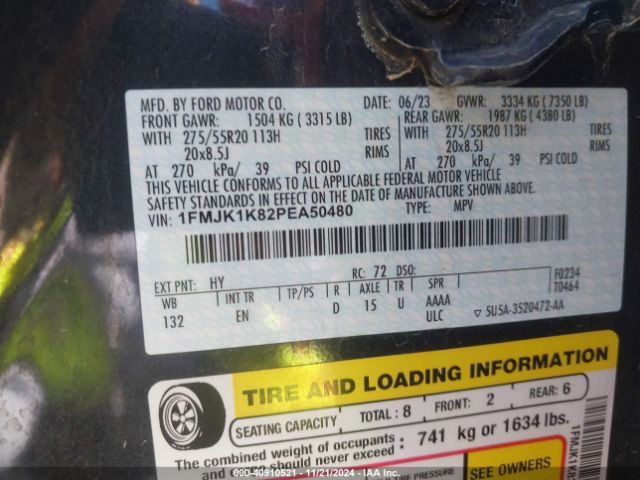 MFD. BY FORD MOTOR CO.
DATE: 06/23 GVWR: 3334 KG ( 7350 LB)
FRONT GAWR: 1504 KG ( 3315 LB)
REAR GAWR: 1987 KG ( 4380 LB)
WITH 275/55R20 113H TIRES
WITH 275/55R20 113H TIRES
20x8.5J RIMS
20x8.5J RIMS
AT 270 kPa/ 39 PSI COLD
AT 270 kPa/ 39 PSI COLD
THIS VEHICLE CONFORMS TO ALL APPLICABLE FEDERAL MOTOR VEHICLE
SAFETY STANDARDS IN EFFECT ON THE DATE OF MANUFACTURE SHOWN ABOVE.
VIN: 1FMJK1K82PEA50480
TYPE: MPV
EXT PNT: HY RC: 72 DSO:
F0234
T0464
WB INT TR TP/PS R AXLE TR SPR
132 EN D 15 U AAAA
ULC
▽ 5U5A-3520472-AA
TIRE AND LOADING INFORMATION
SEATING CAPACITY TOTAL : 8 FRONT: 2 REAR: 6
The combined weight of occupants
and should never exceed : 741 kg or 1634 lbs.
PRESSURE
SEE OWNERS
1FMJK1K8
000-40910521 - 11/21/2024 - IAA Inc.